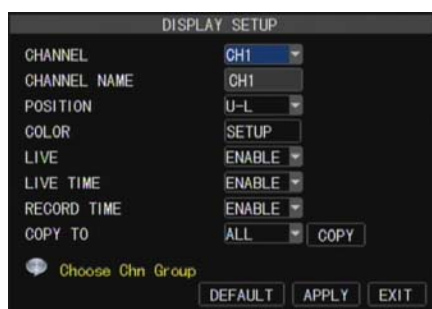 DISPLAY SETUP
CHANNEL CH1
CHANNEL NAME CH1
POSITION U-L
COLOR SETUP
LIVE ENABLE
LIVE TIME ENABLE
RECORD TIME ENABLE
COPY TO ALL COPY
Choose Chn Group
DEFAULT APPLY EXIT